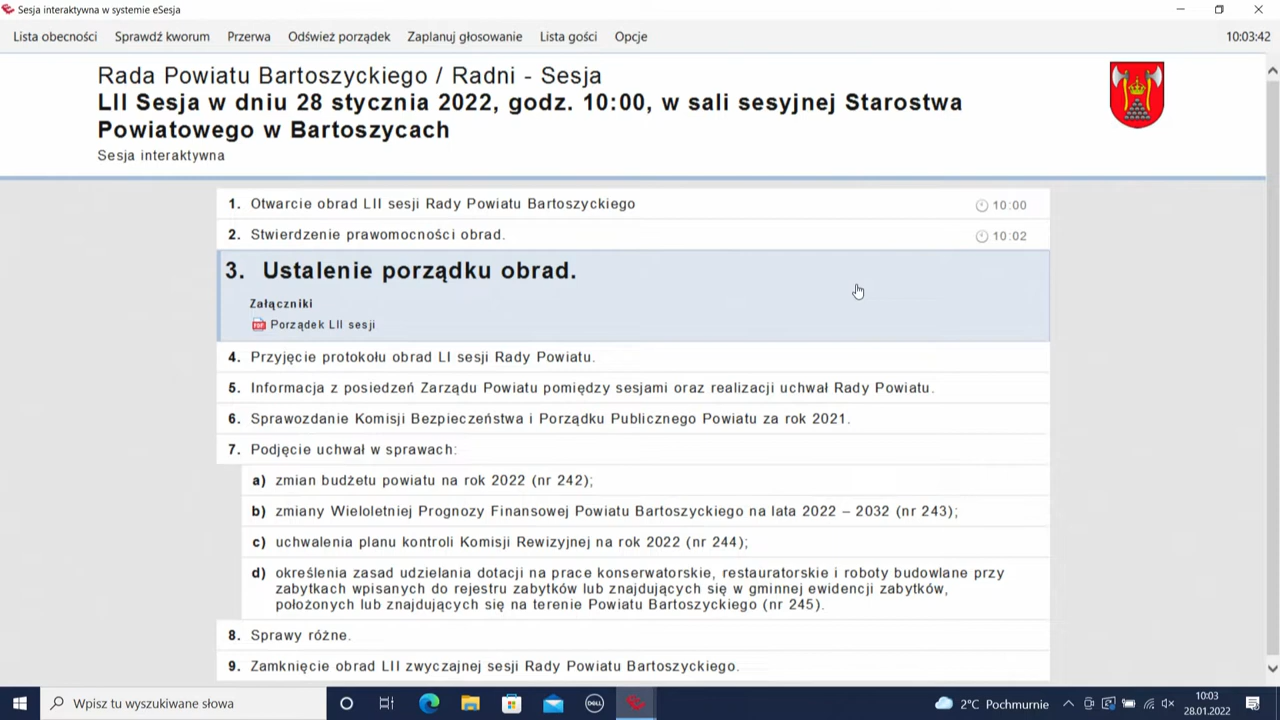 Sesja interaktywna w systemie eSesja
Lista obecności Sprawdź kworum Przerwa Odśwież porządek Zaplanuj głosowanie Lista gości Opcje 10:03:42
Rada Powiatu Bartoszyckiego / Radni - Sesja
LII Sesja w dniu 28 stycznia 2022, godz. 10:00, w sali sesyjnej Starostwa
Powiatowego w Bartoszycach
Sesja interaktywna
1. Otwarcie obrad LII sesji Rady Powiatu Bartoszyckiego 10:00
2. Stwierdzenie prawomocności obrad. 10:02
3. Ustalenie porządku obrad.
Załączniki
PDF Porządek LII sesji
4. Przyjęcie protokołu obrad LI sesji Rady Powiatu.
5. Informacja z posiedzeń Zarządu Powiatu pomiędzy sesjami oraz realizacji uchwał Rady Powiatu.
6. Sprawozdanie Komisji Bezpieczeństwa i Porządku Publicznego Powiatu za rok 2021.
7. Podjęcie uchwał w sprawach:
a) zmian budżetu powiatu na rok 2022 (nr 242);
b) zmiany Wieloletniej Prognozy Finansowej Powiatu Bartoszyckiego na lata 2022 – 2032 (nr 243);
c) uchwalenia planu kontroli Komisji Rewizyjnej na rok 2022 (nr 244);
d) określenia zasad udzielania dotacji na prace konserwatorskie, restauratorskie i roboty budowlane przy
zabytkach wpisanych do rejestru zabytków lub znajdujących się w gminnej ewidencji zabytków,
położonych lub znajdujących się na terenie Powiatu Bartoszyckiego (nr 245).
8. Sprawy różne.
9. Zamknięcie obrad LII zwyczajnej sesji Rady Powiatu Bartoszyckiego.
Wpisz tu wyszukiwane słowa DELL 2°C Pochmurnie 10:03
28.01.2022